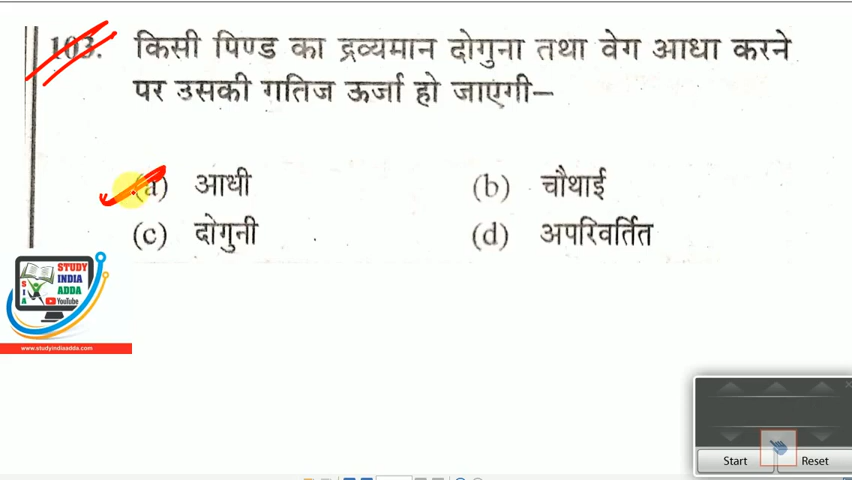 103. किसी पिण्ड का द्रव्यमान दोगुना तथा वेग आधा करने
पर उसकी गतिज ऊर्जा हो जाएगी–
(a) आधी
(b) चौथाई
(c) दोगुनी
(d) अपरिवर्तित
STUDY
INDIA
ADDA
YouTube
SIA
www.studyindiaadda.com
Start
Reset